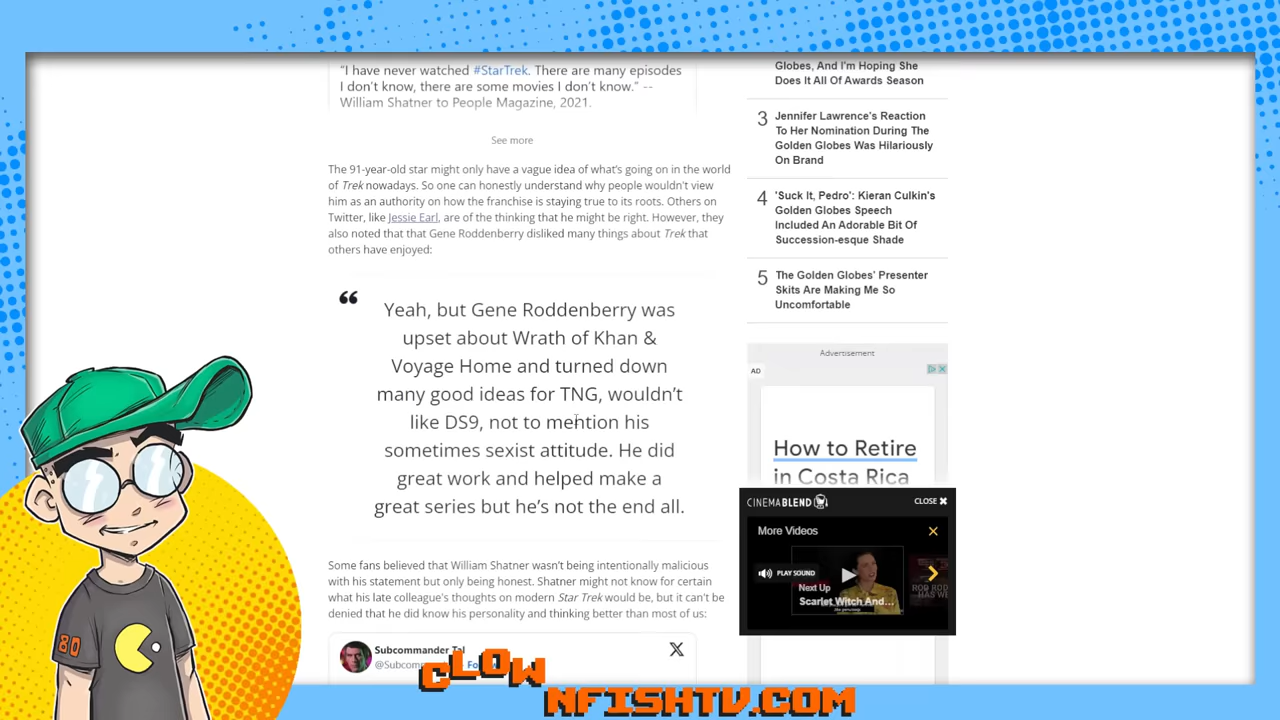 "I have never watched #StarTrek. There are many episodes
I don't know, there are some movies I don't know." --
William Shatner to People Magazine, 2021.
See more
The 91-year-old star might only have a vague idea of what's going on in the world
of Trek nowadays. So one can honestly understand why people wouldn't view
him as an authority on how the franchise is staying true to its roots. Others on
Twitter, like Jessie Earl, are of the thinking that he might be right. However, they
also noted that that Gene Roddenberry disliked many things about Trek that
others have enjoyed:
“
Yeah, but Gene Roddenberry was
upset about Wrath of Khan &
Voyage Home and turned down
many good ideas for TNG, wouldn't
like DS9, not to mention his
sometimes sexist attitude. He did
great work and helped make a
great series but he's not the end all.
Some fans believed that William Shatner wasn't being intentionally malicious
with his statement but only being honest. Shatner might not know for certain
what his late colleague's thoughts on modern Star Trek would be, but it can't be
denied that he did know his personality and thinking better than most of us:
Subcommander Tal
@Subcom
Globes, And I'm Hoping She
Does It All Of Awards Season
3 Jennifer Lawrence's Reaction
To Her Nomination During The
Golden Globes Was Hilariously
On Brand
4 'Suck It, Pedro': Kieran Culkin's
Golden Globes Speech
Included An Adorable Bit Of
Succession-esque Shade
5 The Golden Globes' Presenter
Skits Are Making Me So
Uncomfortable
Advertisement
AD
How to Retire
in Costa Rica
CINEMABLEND
CLOSE
More Videos
PLAY SOUND
Next Up
Scarlet Witch And...
80
CLOW
NFISHTV.COM